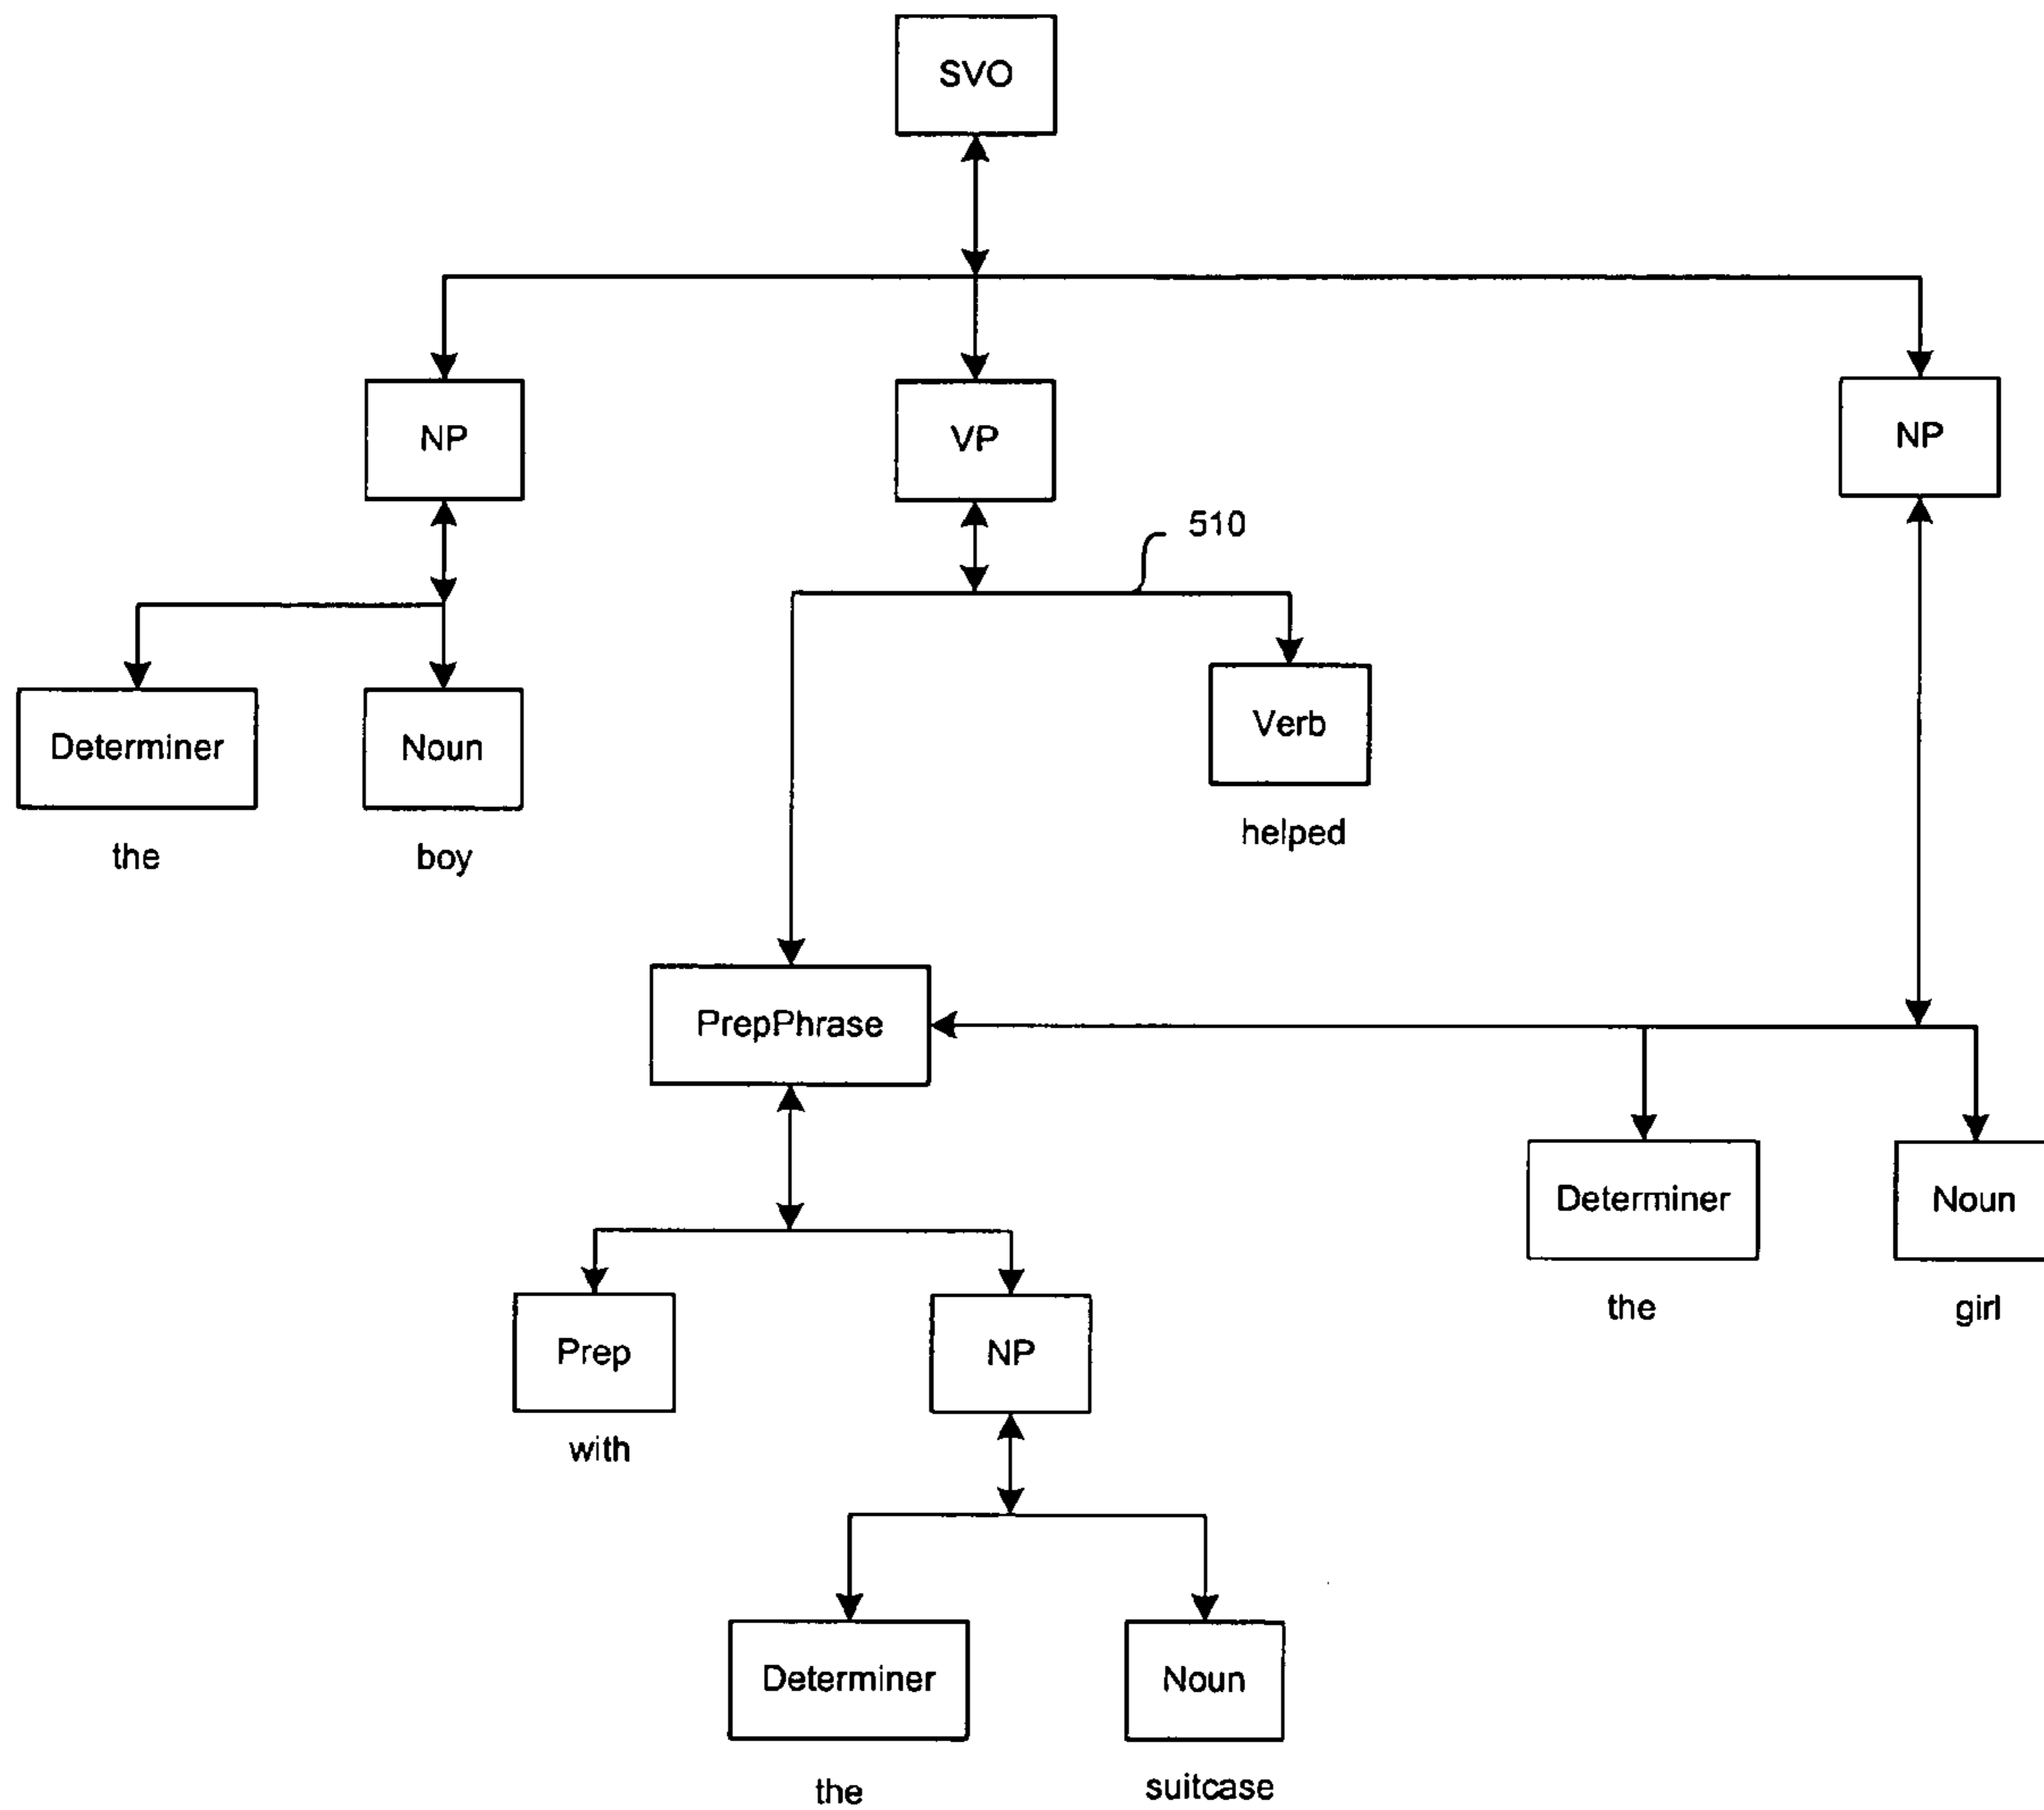 SVO
NP
VP
NP
510
Determiner
Noun
Verb
the
boy
helped
PrepPhrase
Determiner
Noun
the
girl
Prep
NP
with
Determiner
Noun
the
suitcase